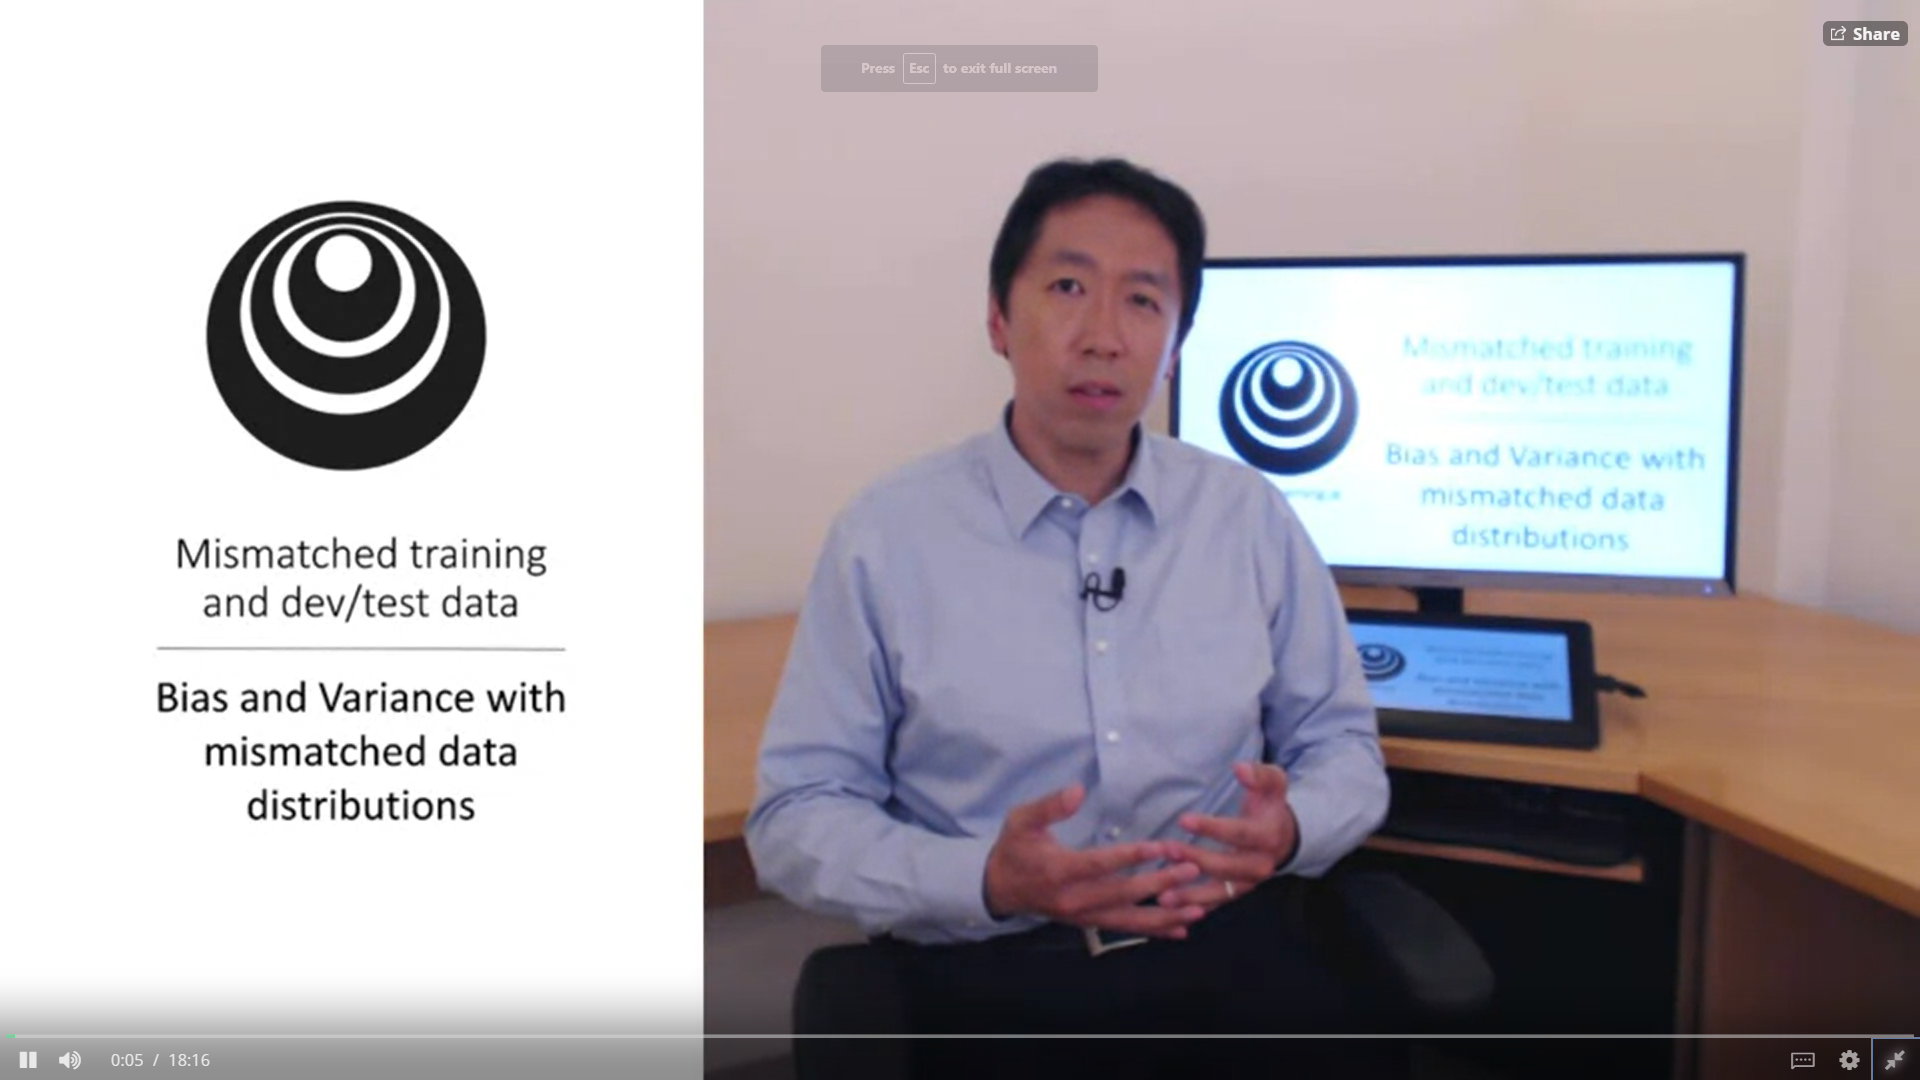 Share
Press Esc to exit full screen
Mismatched training
and dev/test data
Bias and Variance with
mismatched data
distributions
Mismatched training
and dev/test data
Bias and Variance with
mismatched data
distributions
0:05 / 18:16